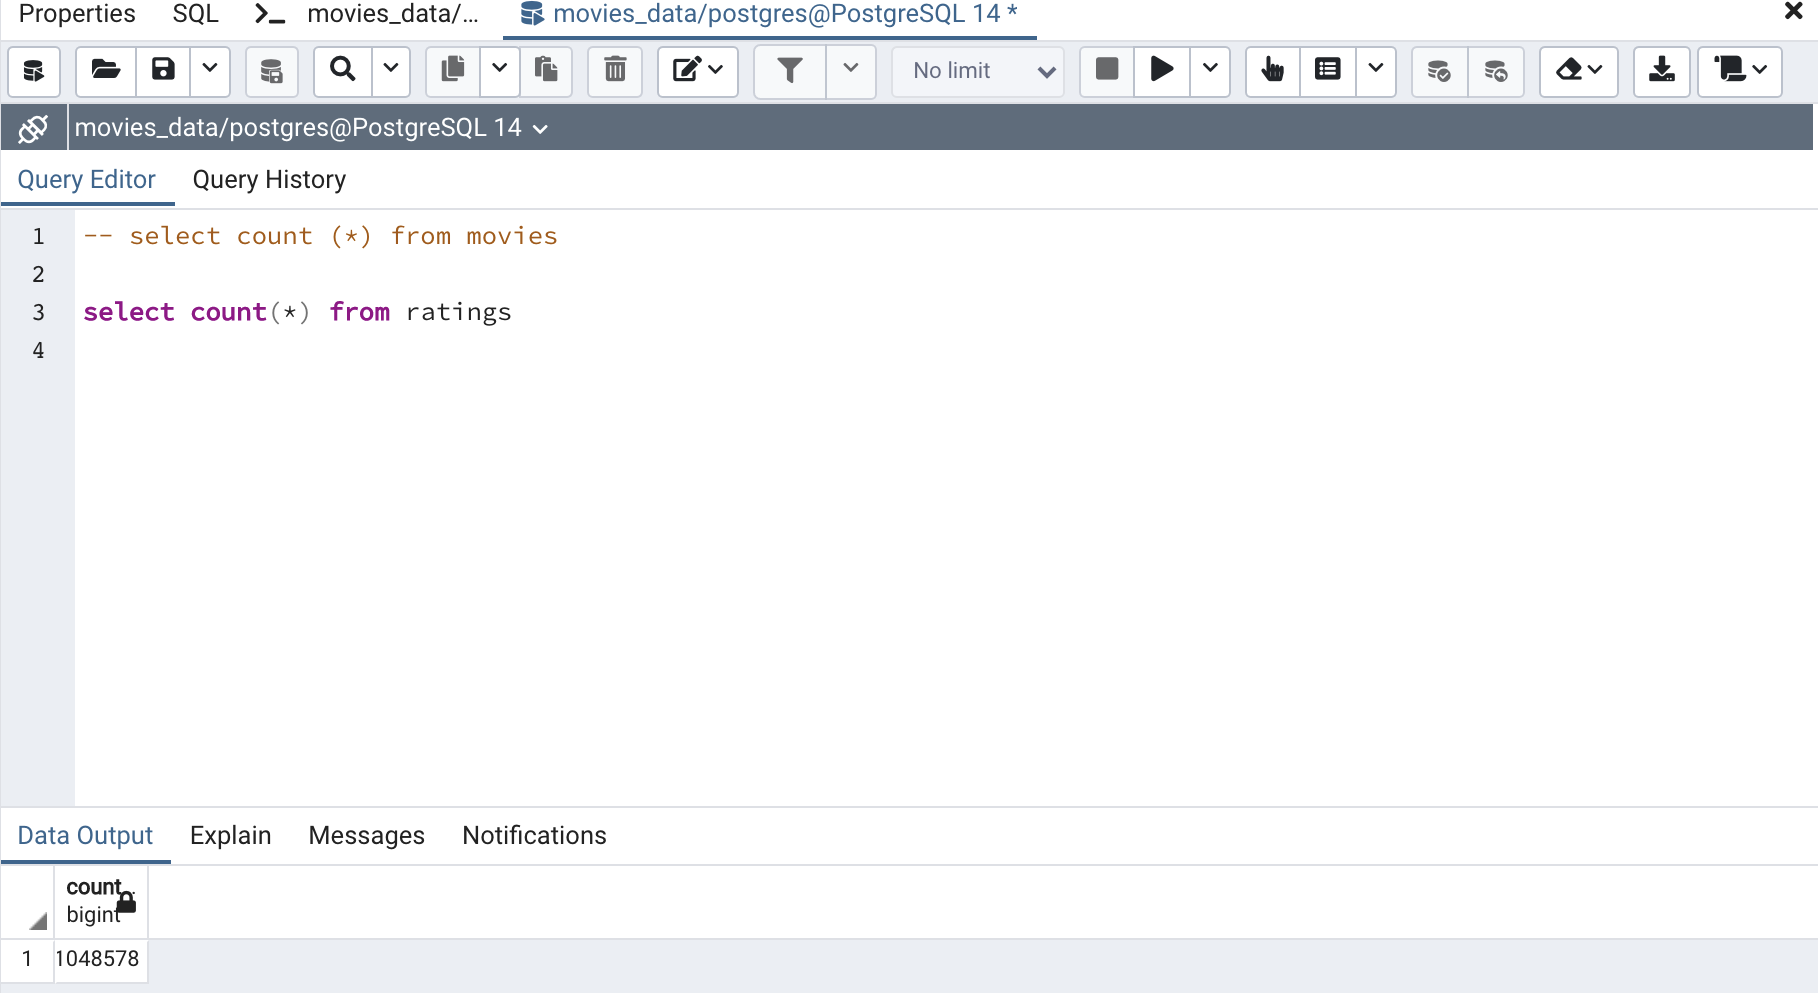 Properties SQL movies_data/... movies_data/postgres@PostgreSQL 14 *
No limit
movies_data/postgres@PostgreSQL 14
Query Editor Query History
1 -- select count (*) from movies
2
3 select count(*) from ratings
4
Data Output Explain Messages Notifications
count
bigint
1 1048578